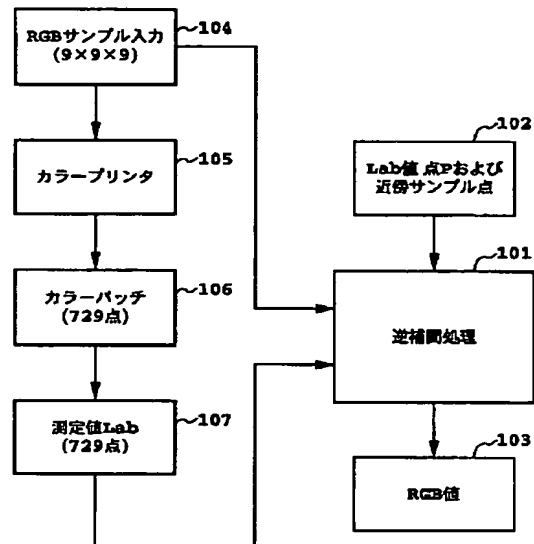 RGBサンプル入力
(9×9×9)
104
カラープリンタ
105
カラーパッチ
(729点)
106
測定値Lab
(729点)
107
Lab値 点Pおよび
近傍サンプル点
102
逆補間処理
101
RGB値
103